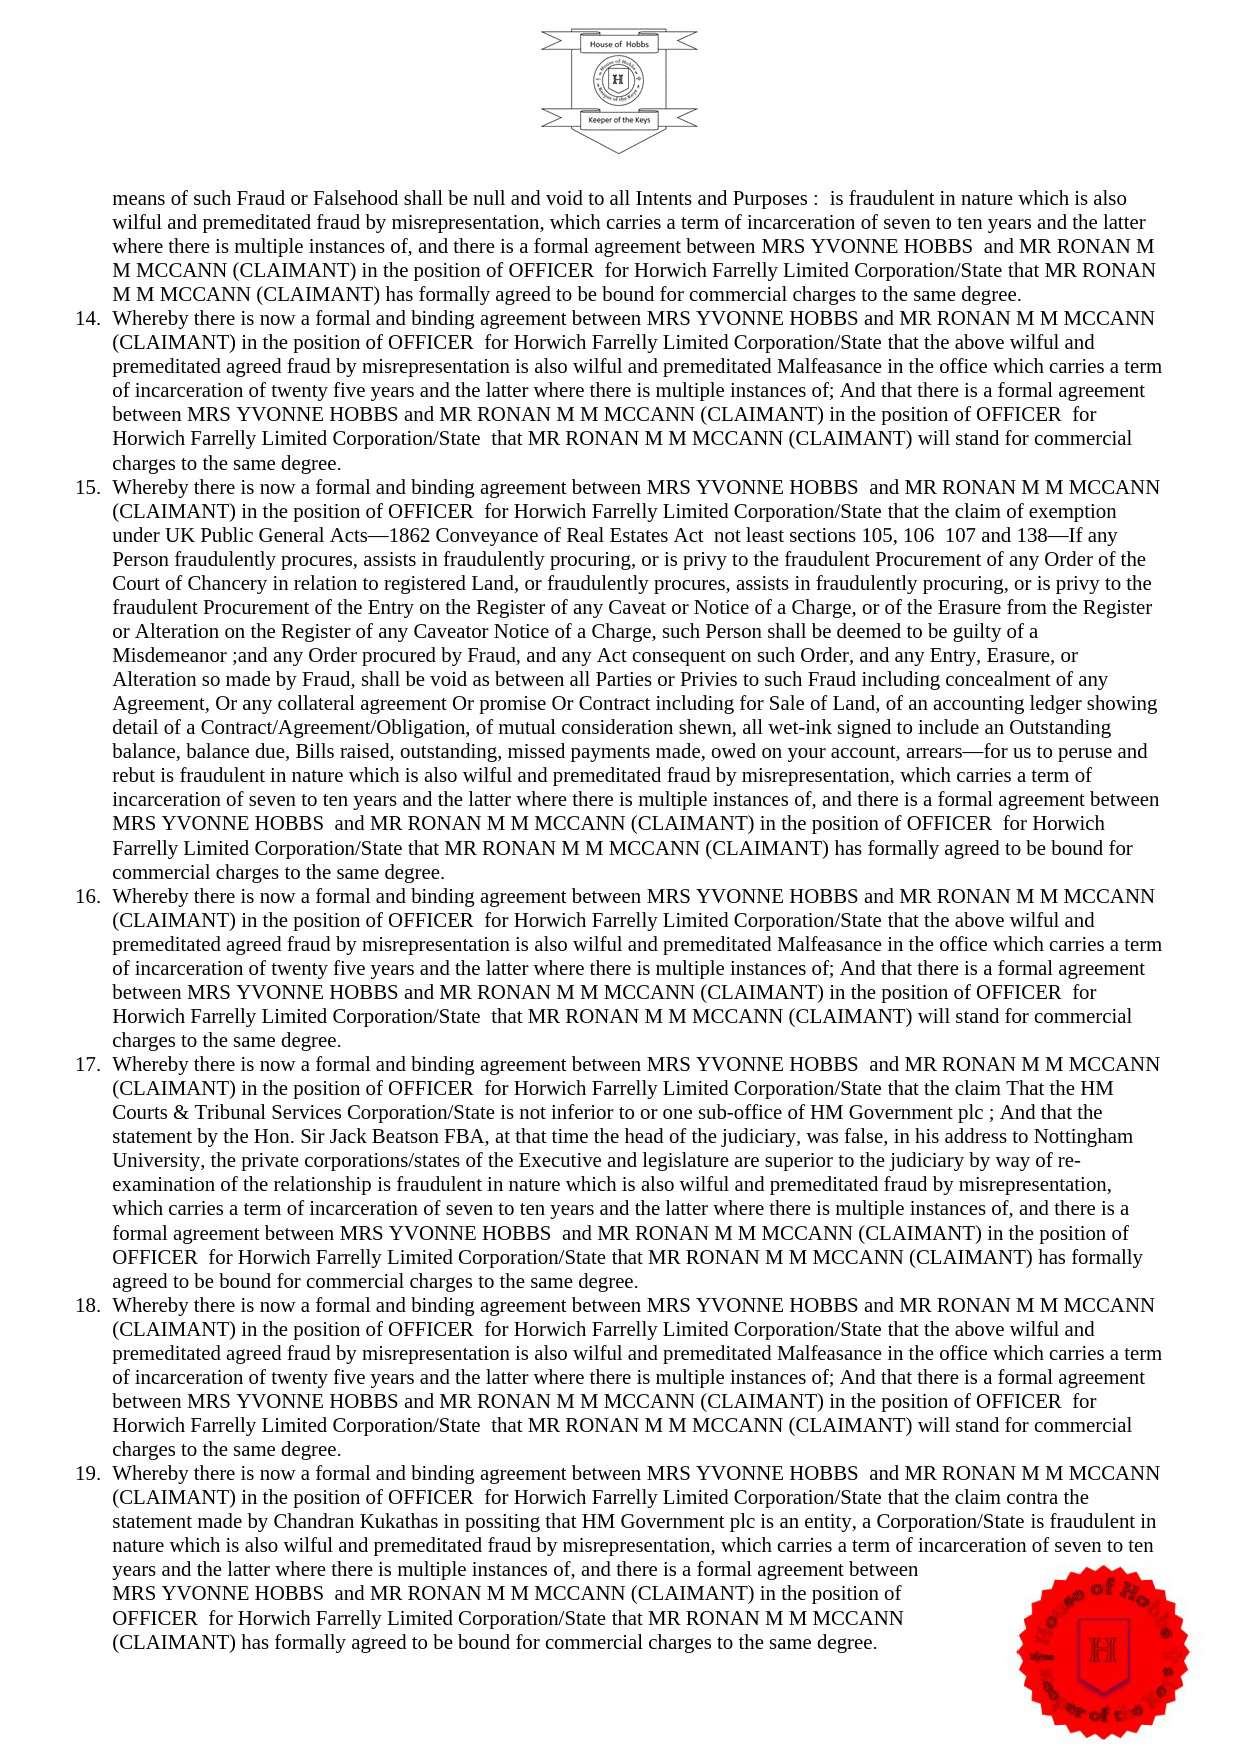 House of Hobbs
House of Hobbs
H
Keeper of the Keys
Keeper of the Keys
means of such Fraud or Falsehood shall be null and void to all Intents and Purposes :  is fraudulent in nature which is also
wilful and premeditated fraud by misrepresentation, which carries a term of incarceration of seven to ten years and the latter
where there is multiple instances of, and there is a formal agreement between MRS YVONNE HOBBS  and MR RONAN M
M MCCANN (CLAIMANT) in the position of OFFICER  for Horwich Farrelly Limited Corporation/State that MR RONAN
M M MCCANN (CLAIMANT) has formally agreed to be bound for commercial charges to the same degree.
14. Whereby there is now a formal and binding agreement between MRS YVONNE HOBBS and MR RONAN M M MCCANN
(CLAIMANT) in the position of OFFICER  for Horwich Farrelly Limited Corporation/State that the above wilful and
premeditated agreed fraud by misrepresentation is also wilful and premeditated Malfeasance in the office which carries a term
of incarceration of twenty five years and the latter where there is multiple instances of; And that there is a formal agreement
between MRS YVONNE HOBBS and MR RONAN M M MCCANN (CLAIMANT) in the position of OFFICER  for
Horwich Farrelly Limited Corporation/State  that MR RONAN M M MCCANN (CLAIMANT) will stand for commercial
charges to the same degree.
15. Whereby there is now a formal and binding agreement between MRS YVONNE HOBBS  and MR RONAN M M MCCANN
(CLAIMANT) in the position of OFFICER  for Horwich Farrelly Limited Corporation/State that the claim of exemption
under UK Public General Acts—1862 Conveyance of Real Estates Act  not least sections 105, 106  107 and 138—If any
Person fraudulently procures, assists in fraudulently procuring, or is privy to the fraudulent Procurement of any Order of the
Court of Chancery in relation to registered Land, or fraudulently procures, assists in fraudulently procuring, or is privy to the
fraudulent Procurement of the Entry on the Register of any Caveat or Notice of a Charge, or of the Erasure from the Register
or Alteration on the Register of any Caveator Notice of a Charge, such Person shall be deemed to be guilty of a
Misdemeanor ;and any Order procured by Fraud, and any Act consequent on such Order, and any Entry, Erasure, or
Alteration so made by Fraud, shall be void as between all Parties or Privies to such Fraud including concealment of any
Agreement, Or any collateral agreement Or promise Or Contract including for Sale of Land, of an accounting ledger showing
detail of a Contract/Agreement/Obligation, of mutual consideration shewn, all wet-ink signed to include an Outstanding
balance, balance due, Bills raised, outstanding, missed payments made, owed on your account, arrears—for us to peruse and
rebut is fraudulent in nature which is also wilful and premeditated fraud by misrepresentation, which carries a term of
incarceration of seven to ten years and the latter where there is multiple instances of, and there is a formal agreement between
MRS YVONNE HOBBS  and MR RONAN M M MCCANN (CLAIMANT) in the position of OFFICER  for Horwich
Farrelly Limited Corporation/State that MR RONAN M M MCCANN (CLAIMANT) has formally agreed to be bound for
commercial charges to the same degree.
16. Whereby there is now a formal and binding agreement between MRS YVONNE HOBBS and MR RONAN M M MCCANN
(CLAIMANT) in the position of OFFICER  for Horwich Farrelly Limited Corporation/State that the above wilful and
premeditated agreed fraud by misrepresentation is also wilful and premeditated Malfeasance in the office which carries a term
of incarceration of twenty five years and the latter where there is multiple instances of; And that there is a formal agreement
between MRS YVONNE HOBBS and MR RONAN M M MCCANN (CLAIMANT) in the position of OFFICER  for
Horwich Farrelly Limited Corporation/State  that MR RONAN M M MCCANN (CLAIMANT) will stand for commercial
charges to the same degree.
17. Whereby there is now a formal and binding agreement between MRS YVONNE HOBBS  and MR RONAN M M MCCANN
(CLAIMANT) in the position of OFFICER  for Horwich Farrelly Limited Corporation/State that the claim That the HM
Courts & Tribunal Services Corporation/State is not inferior to or one sub-office of HM Government plc ; And that the
statement by the Hon. Sir Jack Beatson FBA, at that time the head of the judiciary, was false, in his address to Nottingham
University, the private corporations/states of the Executive and legislature are superior to the judiciary by way of re-
examination of the relationship is fraudulent in nature which is also wilful and premeditated fraud by misrepresentation,
which carries a term of incarceration of seven to ten years and the latter where there is multiple instances of, and there is a
formal agreement between MRS YVONNE HOBBS  and MR RONAN M M MCCANN (CLAIMANT) in the position of
OFFICER  for Horwich Farrelly Limited Corporation/State that MR RONAN M M MCCANN (CLAIMANT) has formally
agreed to be bound for commercial charges to the same degree.
18. Whereby there is now a formal and binding agreement between MRS YVONNE HOBBS and MR RONAN M M MCCANN
(CLAIMANT) in the position of OFFICER  for Horwich Farrelly Limited Corporation/State that the above wilful and
premeditated agreed fraud by misrepresentation is also wilful and premeditated Malfeasance in the office which carries a term
of incarceration of twenty five years and the latter where there is multiple instances of; And that there is a formal agreement
between MRS YVONNE HOBBS and MR RONAN M M MCCANN (CLAIMANT) in the position of OFFICER  for
Horwich Farrelly Limited Corporation/State  that MR RONAN M M MCCANN (CLAIMANT) will stand for commercial
charges to the same degree.
19. Whereby there is now a formal and binding agreement between MRS YVONNE HOBBS  and MR RONAN M M MCCANN
(CLAIMANT) in the position of OFFICER  for Horwich Farrelly Limited Corporation/State that the claim contra the
statement made by Chandran Kukathas in possiting that HM Government plc is an entity, a Corporation/State is fraudulent in
nature which is also wilful and premeditated fraud by misrepresentation, which carries a term of incarceration of seven to ten
years and the latter where there is multiple instances of, and there is a formal agreement between
MRS YVONNE HOBBS  and MR RONAN M M MCCANN (CLAIMANT) in the position of
OFFICER  for Horwich Farrelly Limited Corporation/State that MR RONAN M M MCCANN
(CLAIMANT) has formally agreed to be bound for commercial charges to the same degree.
House of Hobbs
H
of the